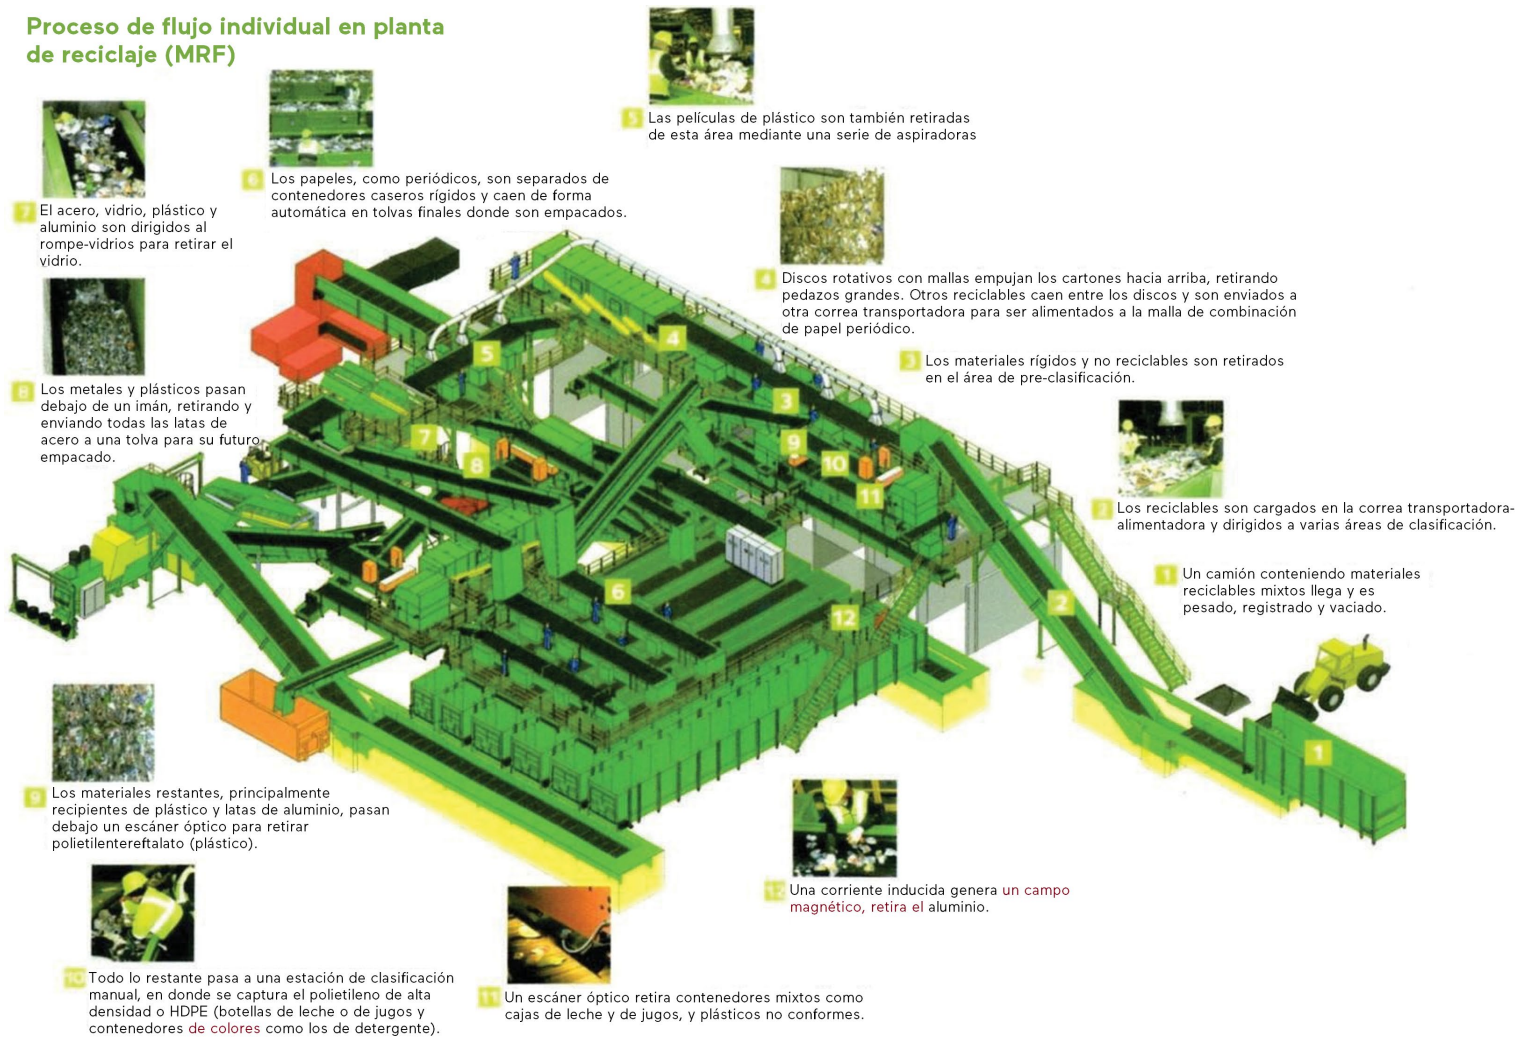 Proceso de flujo individual en planta
de reciclaje (MRF)
5 Las películas de plástico son también retiradas
de esta área mediante una serie de aspiradoras
6 Los papeles, como periódicos, son separados de
contenedores caseros rígidos y caen de forma
automática en tolvas finales donde son empacados.
7 El acero, vidrio, plástico y
aluminio son dirigidos al
rompe-vidrios para retirar el
vidrio.
4 Discos rotativos con mallas empujan los cartones hacia arriba, retirando
pedazos grandes. Otros reciclables caen entre los discos y son enviados a
otra correa transportadora para ser alimentados a la malla de combinación
de papel periódico.
3 Los materiales rígidos y no reciclables son retirados
en el área de pre-clasificación.
8 Los metales y plásticos pasan
debajo de un imán, retirando y
enviando todas las latas de
acero a una tolva para su futuro
empacado.
2 Los reciclables son cargados en la correa transportadora-
alimentadora y dirigidos a varias áreas de clasificación.
1 Un camión conteniendo materiales
reciclables mixtos llega y es
pesado, registrado y vaciado.
4
5
3
7
9
8
10
11
6
2
12
1
9 Los materiales restantes, principalmente
recipientes de plástico y latas de aluminio, pasan
debajo un escáner óptico para retirar
polietilentereftalato (plástico).
12 Una corriente inducida genera un campo
magnético, retira el aluminio.
10 Todo lo restante pasa a una estación de clasificación
manual, en donde se captura el polietileno de alta
densidad o HDPE (botellas de leche o de jugos y
contenedores de colores como los de detergente).
11 Un escáner óptico retira contenedores mixtos como
cajas de leche y de jugos, y plásticos no conformes.